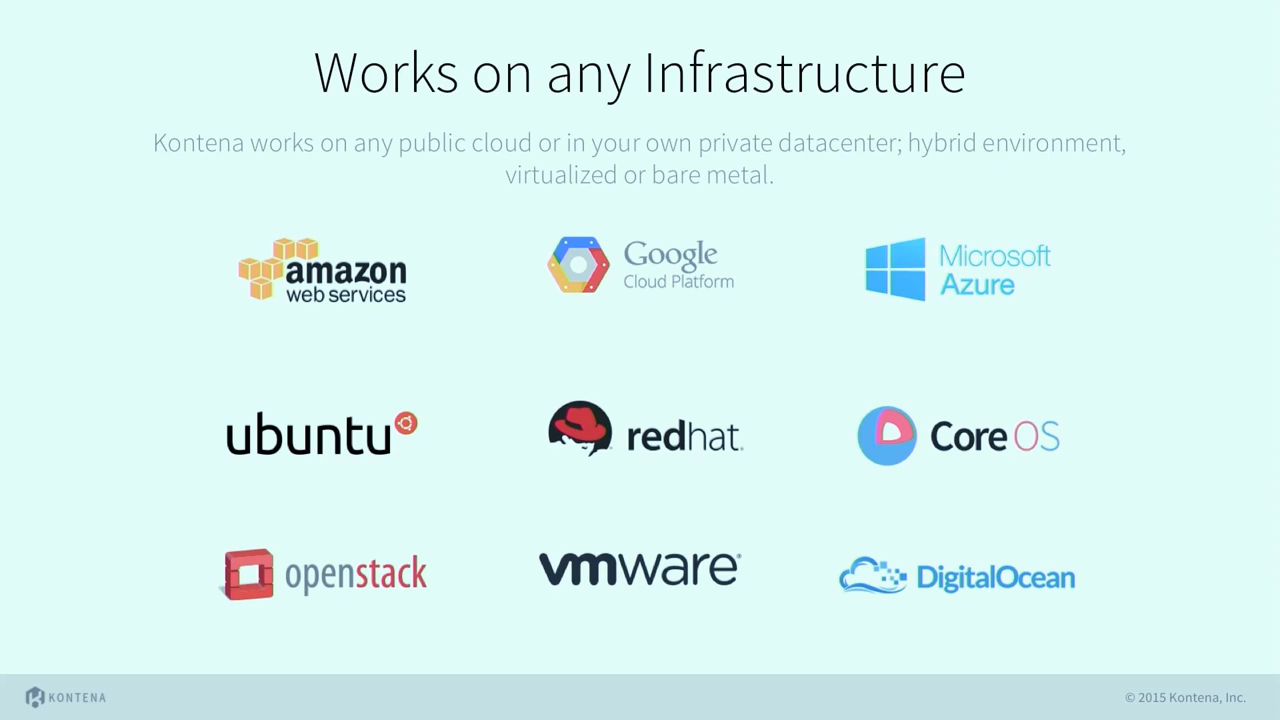 Works on any Infrastructure
Kontena works on any public cloud or in your own private datacenter; hybrid environment,
virtualized or bare metal.
amazon
web services
Google
Cloud Platform
Microsoft
Azure
ubuntu
redhat.
CoreOS
openstack
vmware®
DigitalOcean
KONTENA
© 2015 Kontena, Inc.